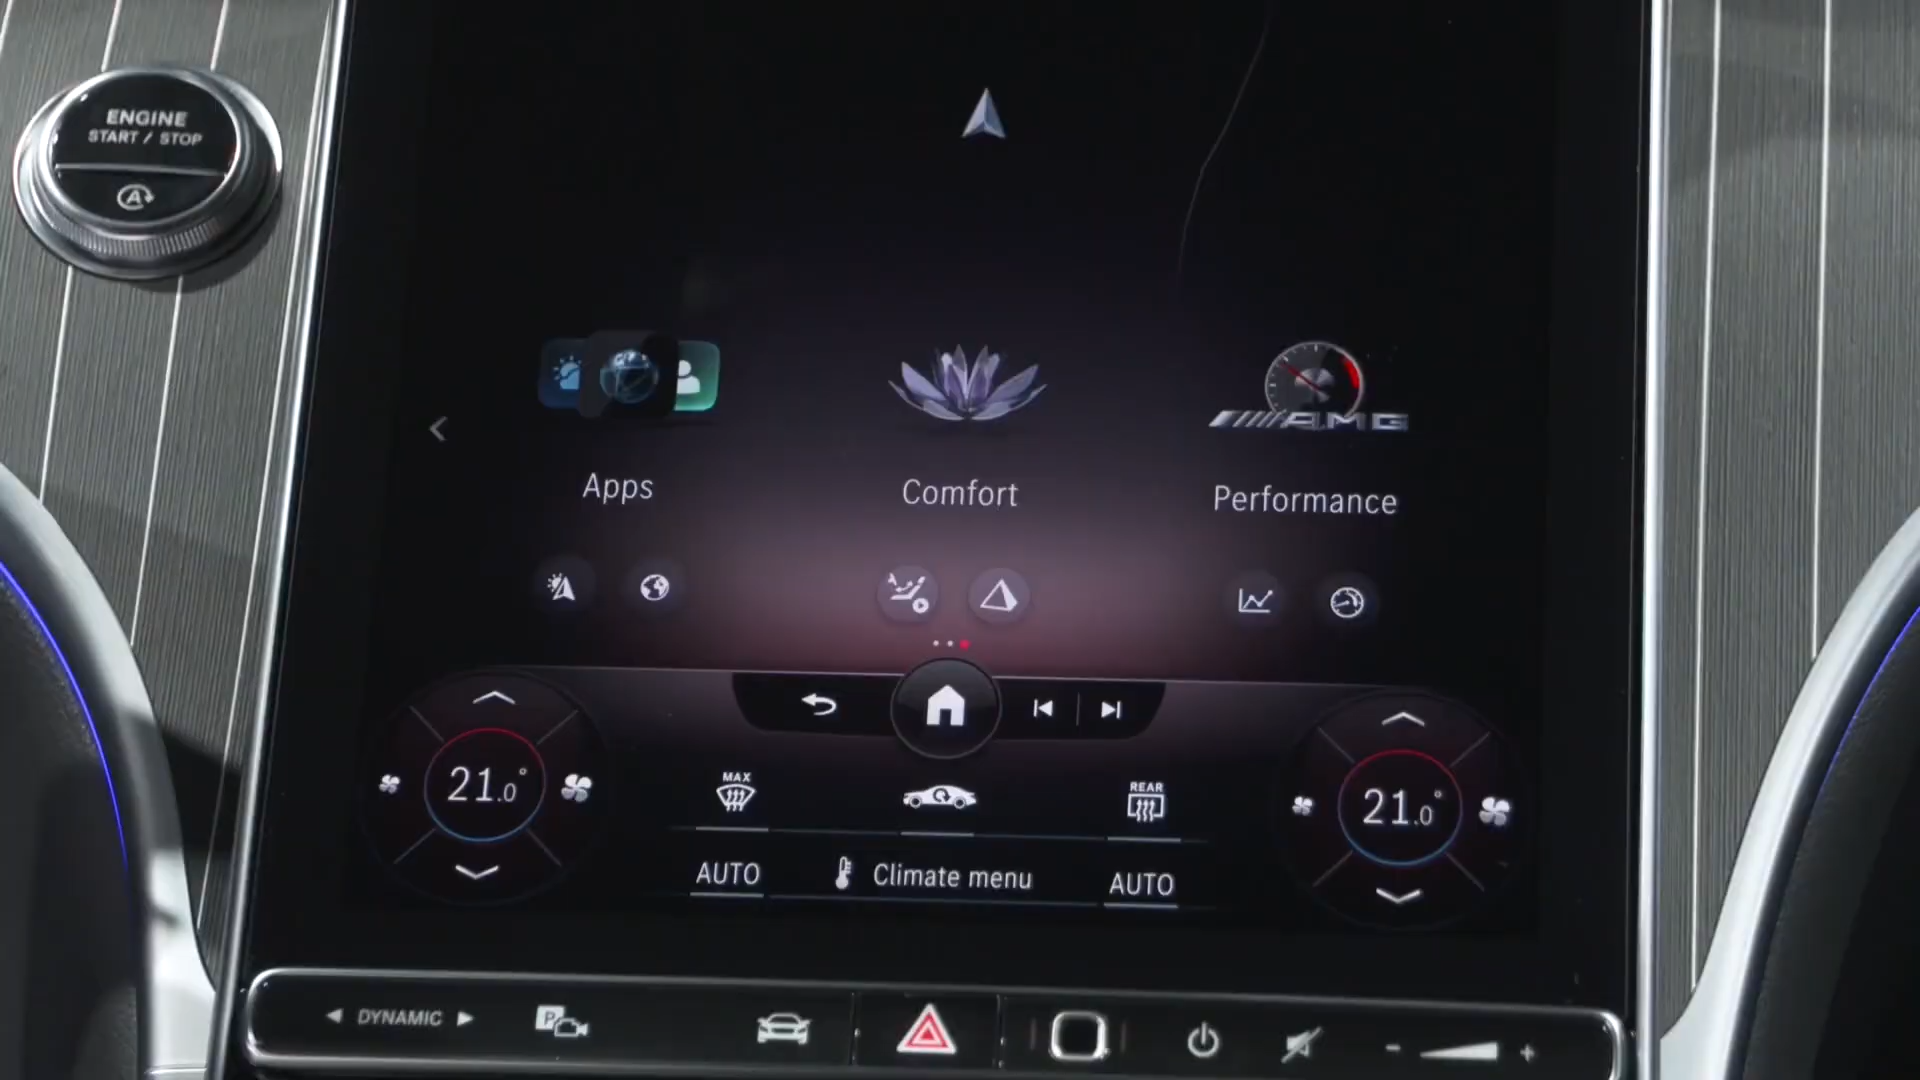 ENGINE
START / STOP
A
AMG
Apps
Comfort
Performance
21.0°
MAX
REAR
21.0°
AUTO
Climate menu
AUTO
DYNAMIC
P
- +